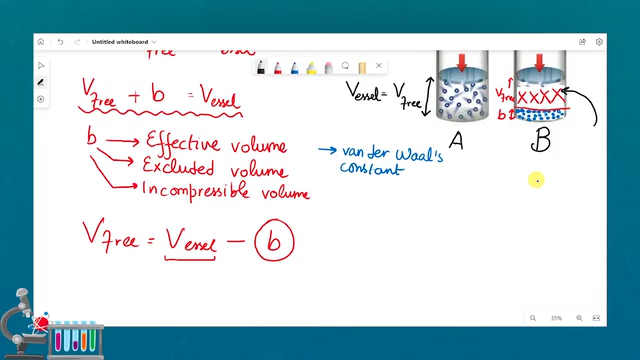 Untitled whiteboard
V free + b = Vessel
b → Effective volume
Excluded volume
Incompressible volume
→ van der Waal's
constant
V free = Vessel − b
Vessel = V free
A
V free
XXXX
b
B
35%